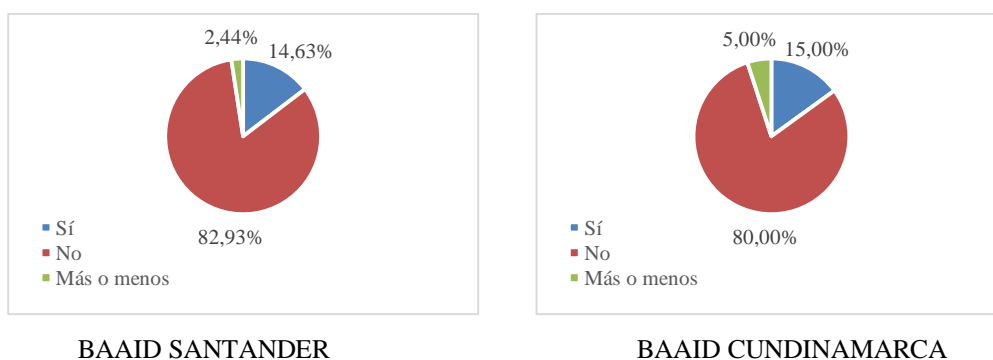 2,44%
14,63%
82,93%
Sí
No
Más o menos
BAAID SANTANDER
5,00%
15,00%
80,00%
Sí
No
Más o menos
BAAID CUNDINAMARCA